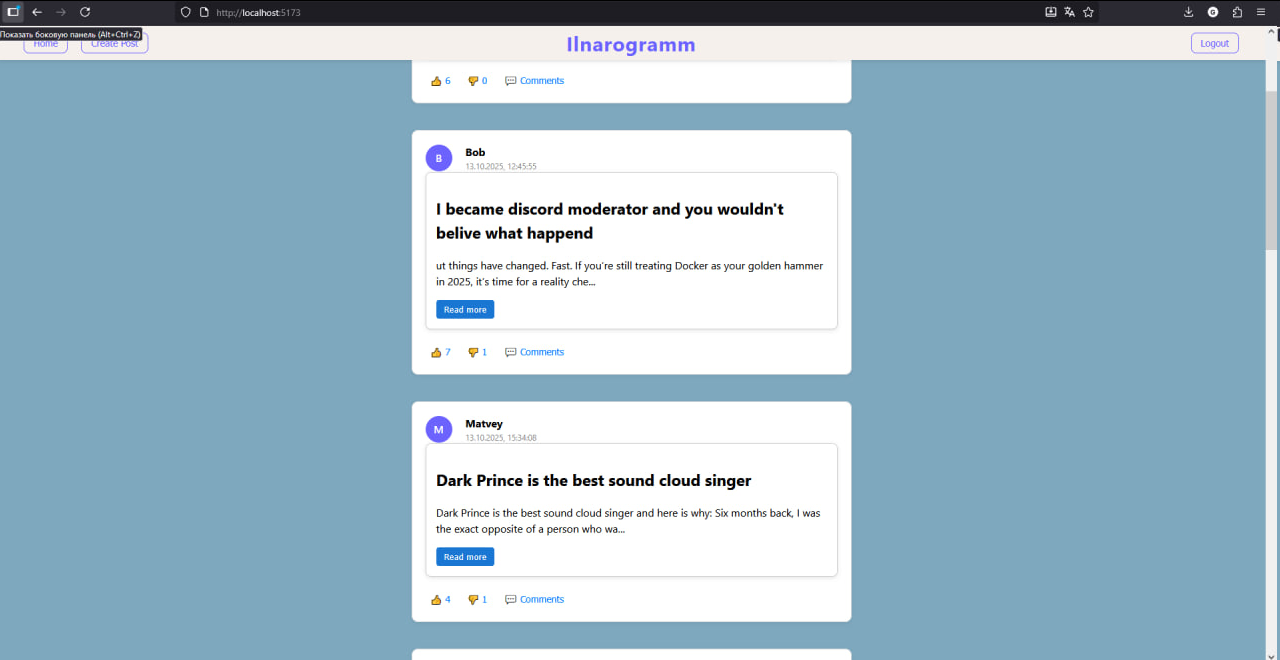 http://localhost:5173
Показать боковую панель (Alt+Ctrl+Z)
Home
Create Post
Ilnarogramm
Logout
6 0 Comments
B
Bob
13.10.2025, 12:45:55
I became discord moderator and you wouldn't
belive what happend
ut things have changed. Fast. If you're still treating Docker as your golden hammer
in 2025, it's time for a reality che...
Read more
7 1 Comments
M
Matvey
13.10.2025, 15:34:08
Dark Prince is the best sound cloud singer
Dark Prince is the best sound cloud singer and here is why: Six months back, I was
the exact opposite of a person who wa...
Read more
4 1 Comments